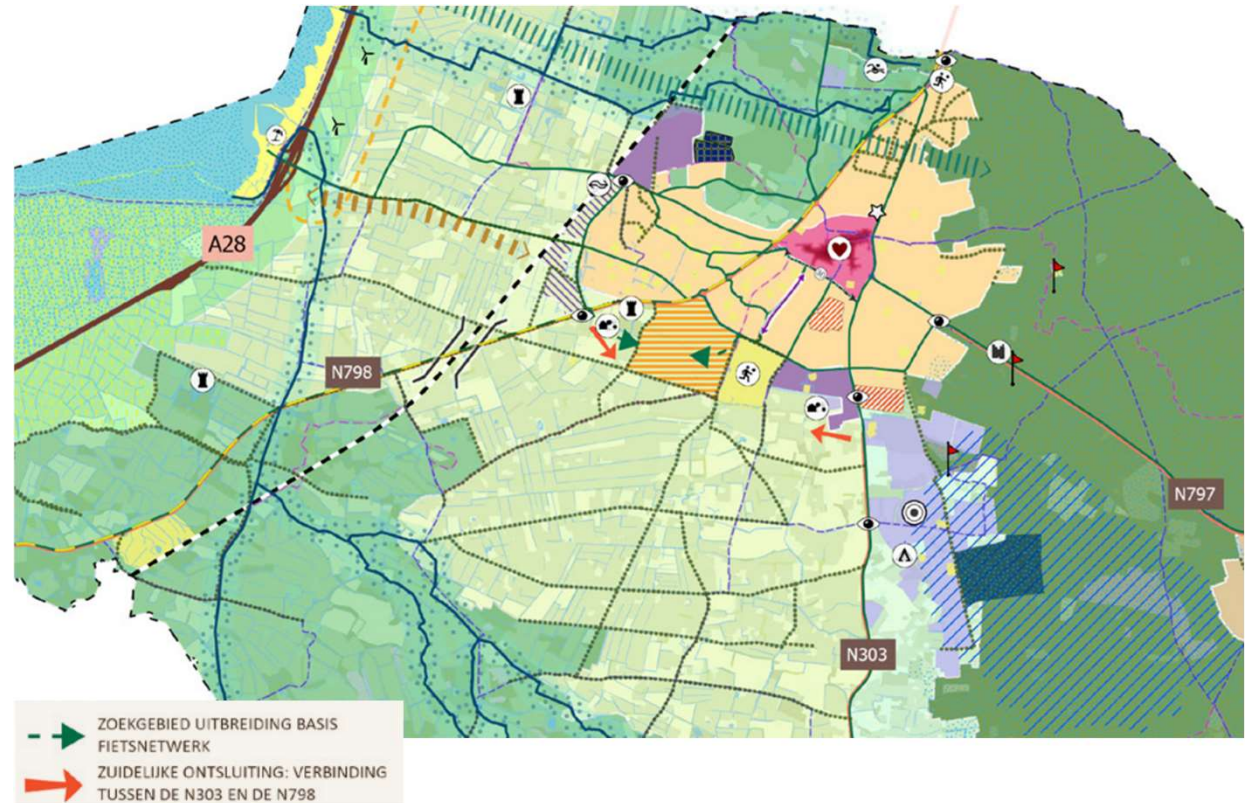 A28
N798
N797
N303
ZOEKGEBIED UITBREIDING BASIS
FIETSNETWERK
ZUIDELIJKE ONTSLUITING: VERBINDING
TUSSEN DE N303 EN DE N798